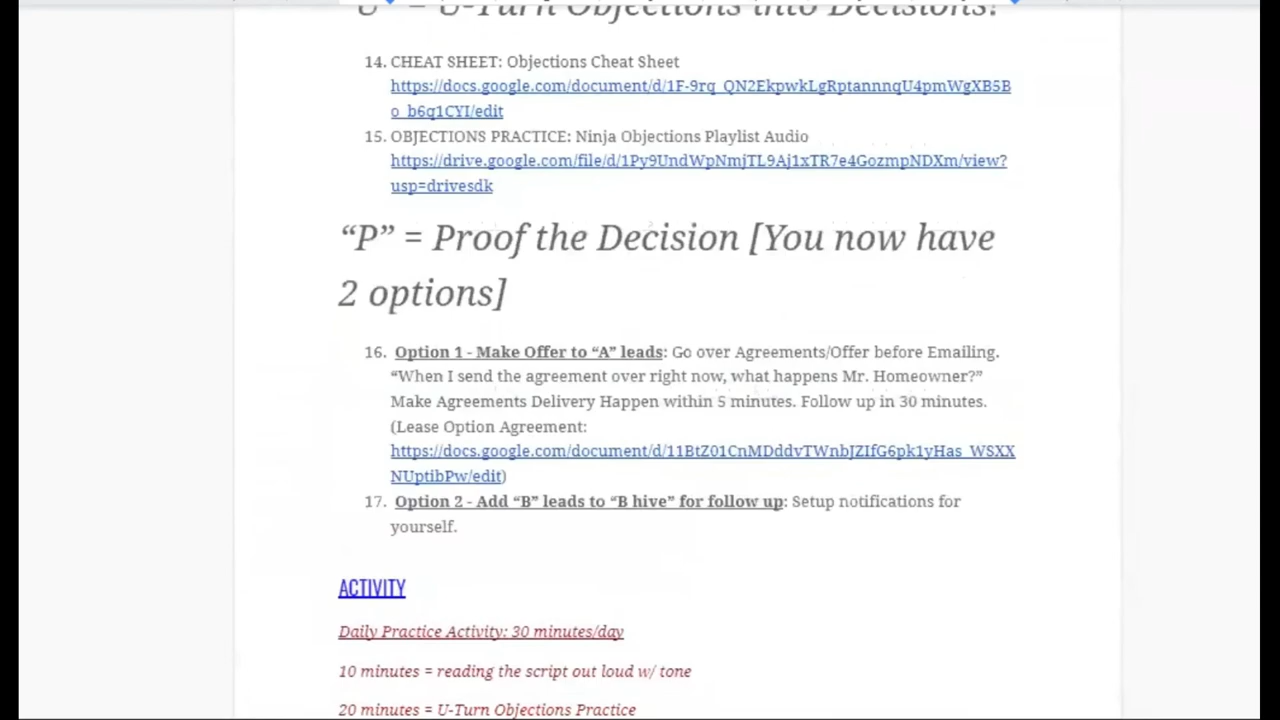 "U" = U-Turn Objections into Decisions!
14. CHEAT SHEET: Objections Cheat Sheet
https://docs.google.com/document/d/1F-9rq_QN2EkpwkLgRptannnqU4pmWgXB5B
o_b6q1CYI/edit
15. OBJECTIONS PRACTICE: Ninja Objections Playlist Audio
https://drive.google.com/file/d/1Py9UndWpNmjTL9Aj1xTR7e4GozmpNDXm/view?
usp=drivesdk
“P” = Proof the Decision [You now have
2 options]
16. Option 1 - Make Offer to “A” leads: Go over Agreements/Offer before Emailing.
“When I send the agreement over right now, what happens Mr. Homeowner?”
Make Agreements Delivery Happen within 5 minutes. Follow up in 30 minutes.
(Lease Option Agreement:
https://docs.google.com/document/d/11BtZ01CnMDddvTWnbJZIfG6pk1yHas_WSXX
NUptibPw/edit)
17. Option 2 - Add “B” leads to “B hive” for follow up: Setup notifications for
yourself.
ACTIVITY
Daily Practice Activity: 30 minutes/day
10 minutes = reading the script out loud w/ tone
20 minutes = U-Turn Objections Practice